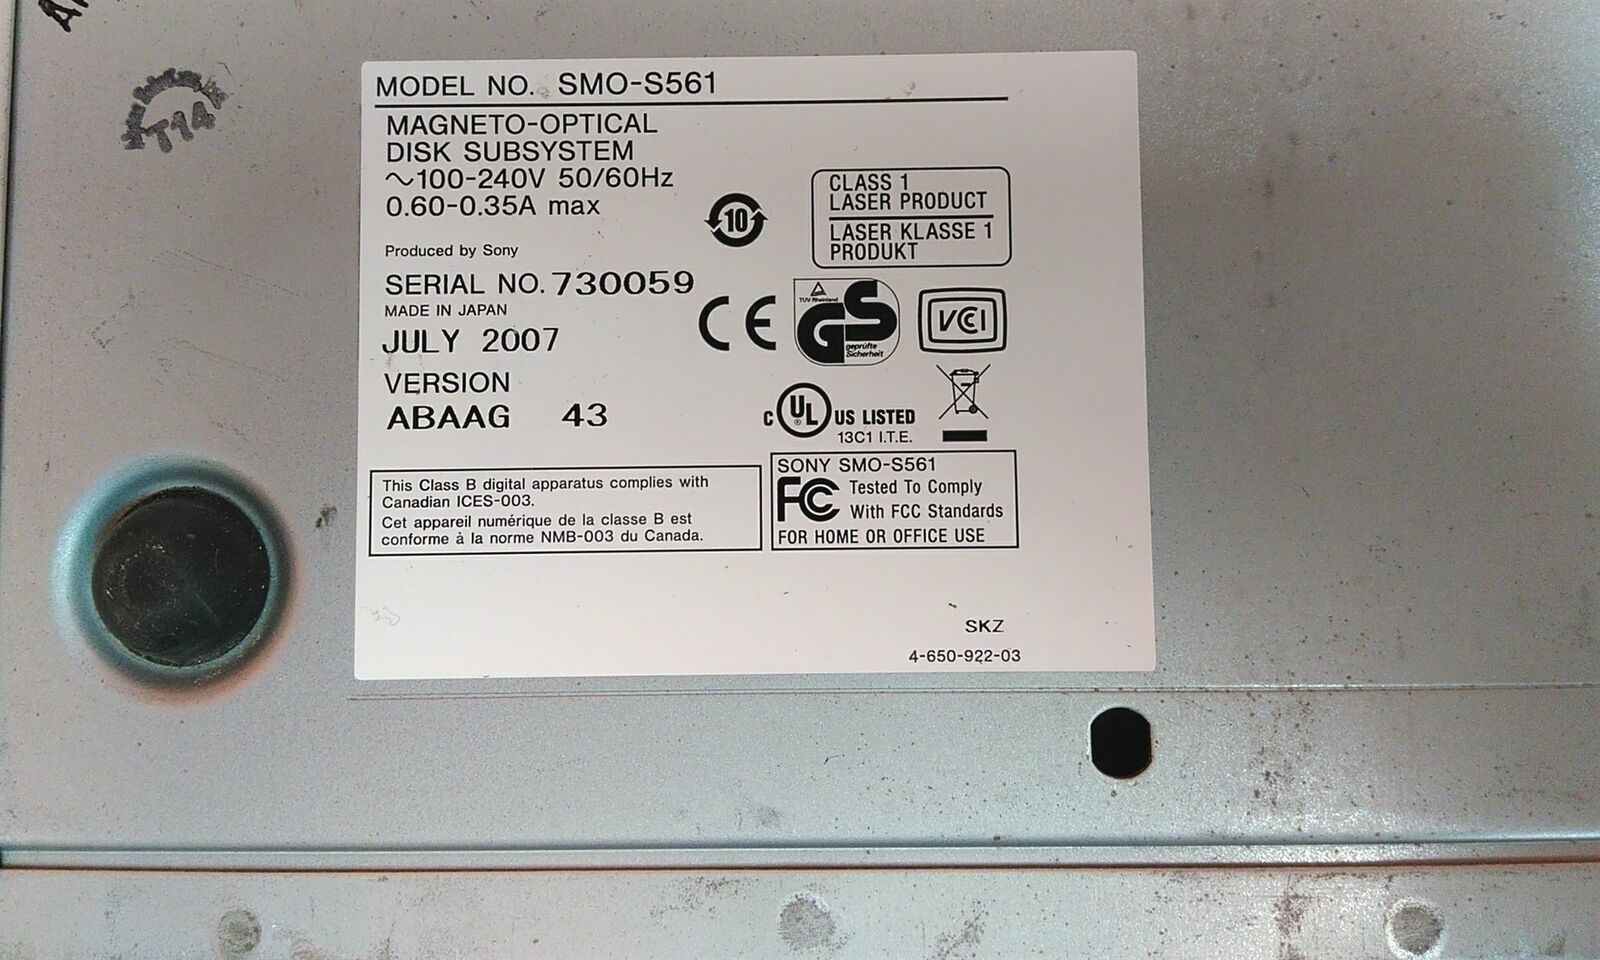 T14
MODEL NO. SMO-S561
MAGNETO-OPTICAL
DISK SUBSYSTEM
~100-240V 50/60Hz
0.60-0.35A max
10
CLASS 1
LASER PRODUCT
LASER KLASSE 1
PRODUKT
Produced by Sony
SERIAL NO. 730059
MADE IN JAPAN
JULY 2007
VERSION
ABAAG 43
CE
TÜV Rheinland
GS
geprüfte
Sicherheit
VCCI
C UL ® US LISTED
13C1 I.T.E.
This Class B digital apparatus complies with
Canadian ICES-003.
Cet appareil numérique de la classe B est
conforme à la norme NMB-003 du Canada.
SONY SMO-S561
FC Tested To Comply
With FCC Standards
FOR HOME OR OFFICE USE
SKZ
4-650-922-03